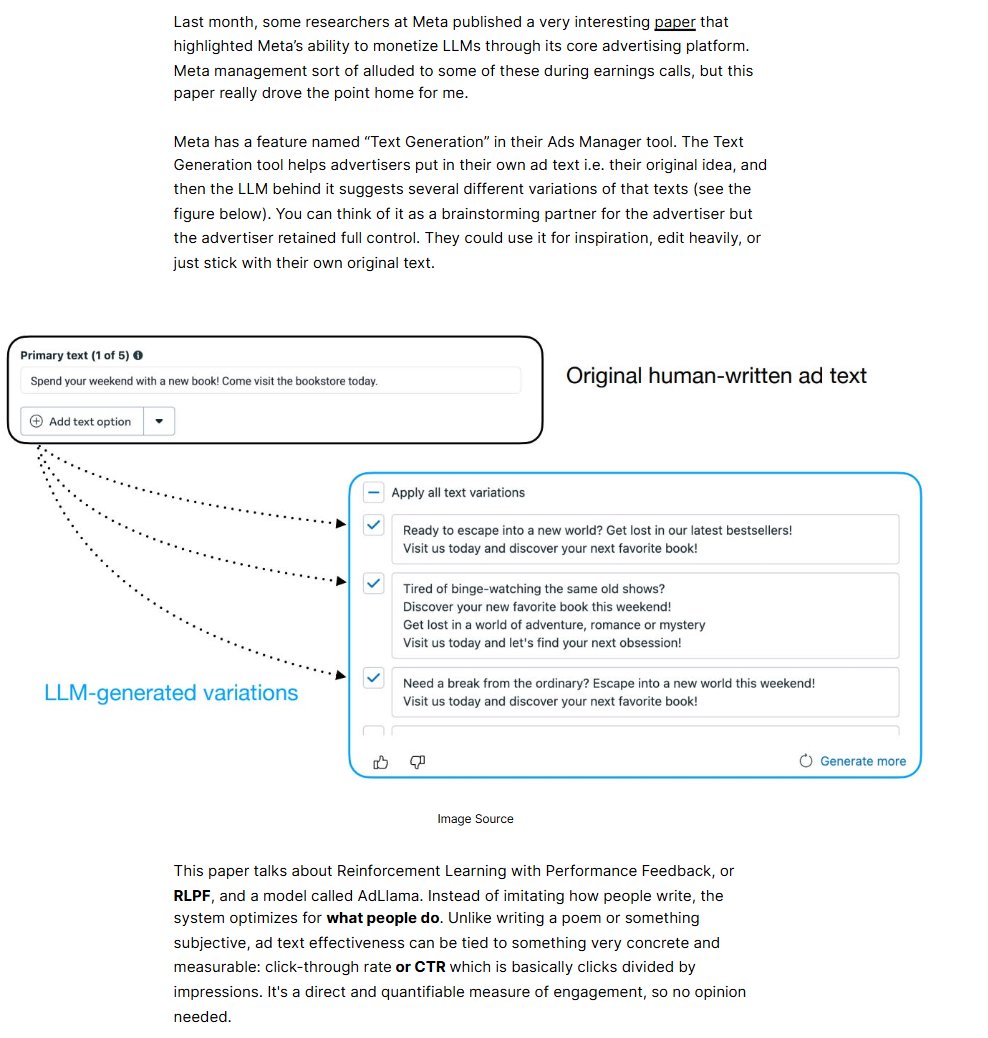 Last month, some researchers at Meta published a very interesting paper that
highlighted Meta’s ability to monetize LLMs through its core advertising platform.
Meta management sort of alluded to some of these during earnings calls, but this
paper really drove the point home for me.
Meta has a feature named “Text Generation” in their Ads Manager tool. The Text
Generation tool helps advertisers put in their own ad text i.e. their original idea, and
then the LLM behind it suggests several different variations of that texts (see the
figure below). You can think of it as a brainstorming partner for the advertiser but
the advertiser retained full control. They could use it for inspiration, edit heavily, or
just stick with their own original text.
Primary text (1 of 5)
Spend your weekend with a new book! Come visit the bookstore today.
Add text option
Original human-written ad text
Apply all text variations
Ready to escape into a new world? Get lost in our latest bestsellers!
Visit us today and discover your next favorite book!
Tired of binge-watching the same old shows?
Discover your new favorite book this weekend!
Get lost in a world of adventure, romance or mystery
Visit us today and let's find your next obsession!
LLM-generated variations
Need a break from the ordinary? Escape into a new world this weekend!
Visit us today and discover your next favorite book!
Generate more
Image Source
This paper talks about Reinforcement Learning with Performance Feedback, or
RLPF, and a model called AdLlama. Instead of imitating how people write, the
system optimizes for what people do. Unlike writing a poem or something
subjective, ad text effectiveness can be tied to something very concrete and
measurable: click-through rate or CTR which is basically clicks divided by
impressions. It's a direct and quantifiable measure of engagement, so no opinion
needed.